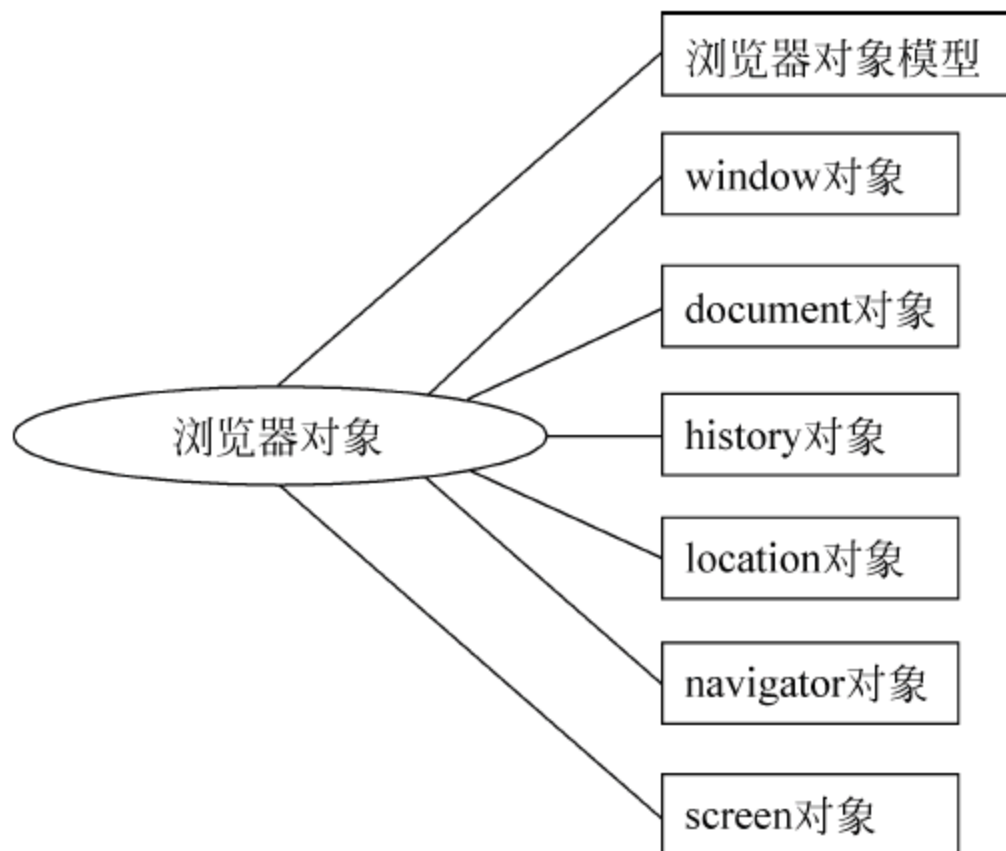 浏览器对象模型
window对象
document对象
浏览器对象
history对象
location对象
navigator对象
screen对象